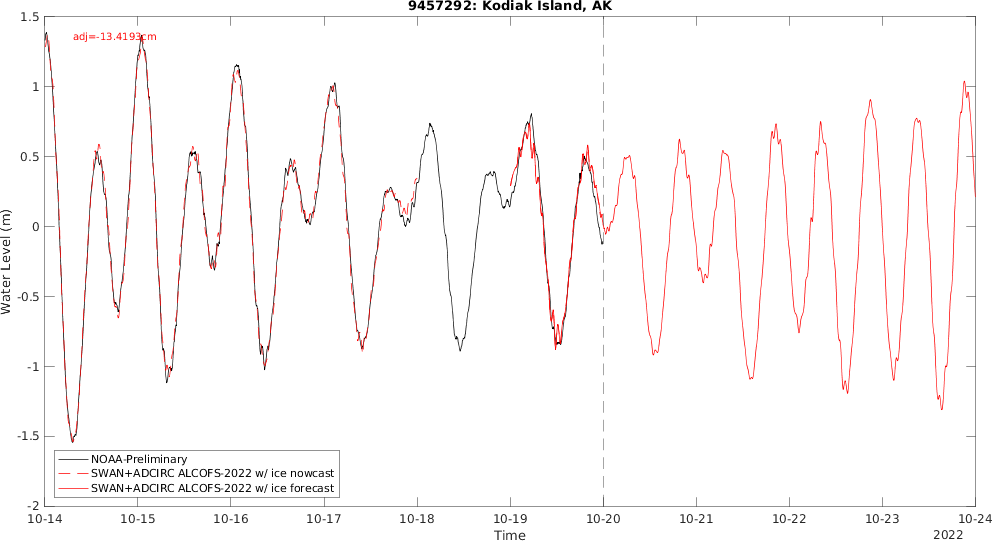 9457292: Kodiak Island, AK
adj=-13.4193cm
1.5
1
0.5
0
-0.5
-1
-1.5
-2
Water Level (m)
NOAA-Preliminary
SWAN+ADCIRC ALCOFS-2022 w/ ice nowcast
SWAN+ADCIRC ALCOFS-2022 w/ ice forecast
10-14 10-15 10-16 10-17 10-18 10-19 10-20 10-21 10-22 10-23 10-24
Time
2022